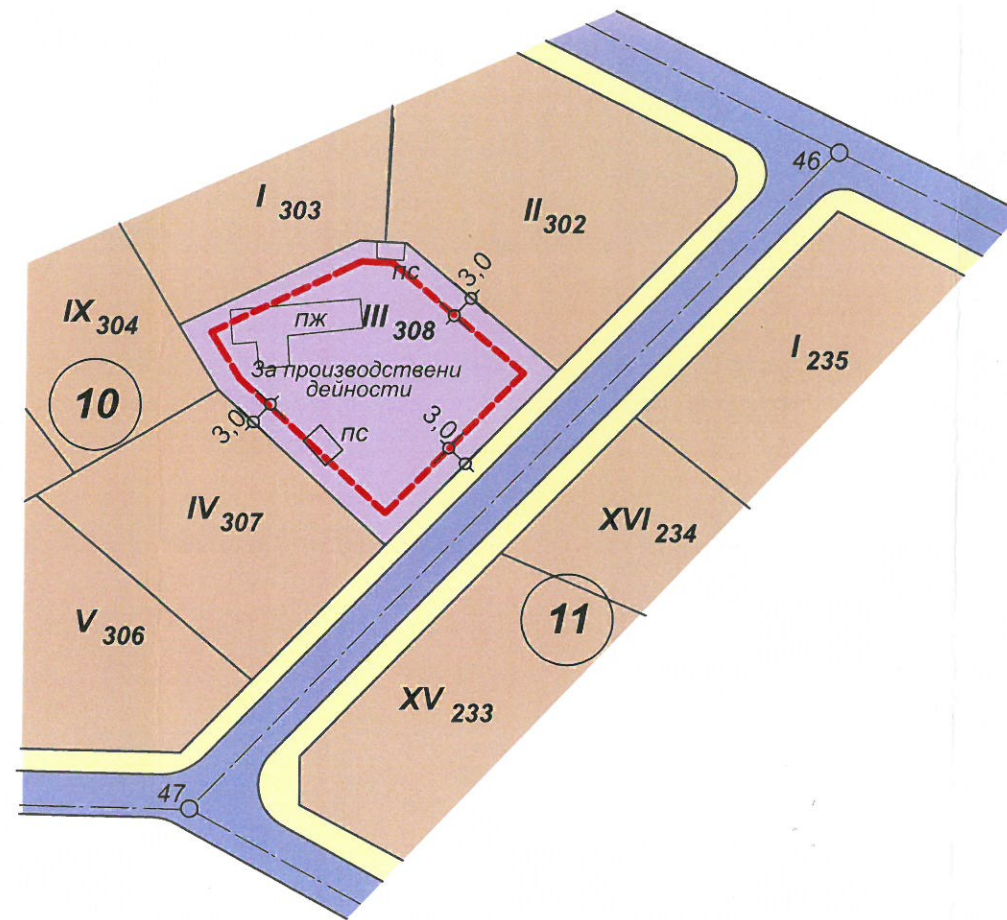 46
I 303
II 302
3,0
пс
IX 304
пж
III 308
I 235
За производствени
дейности
10
3,0
3,0
пс
IV 307
XVI 234
V 306
11
XV 233
47